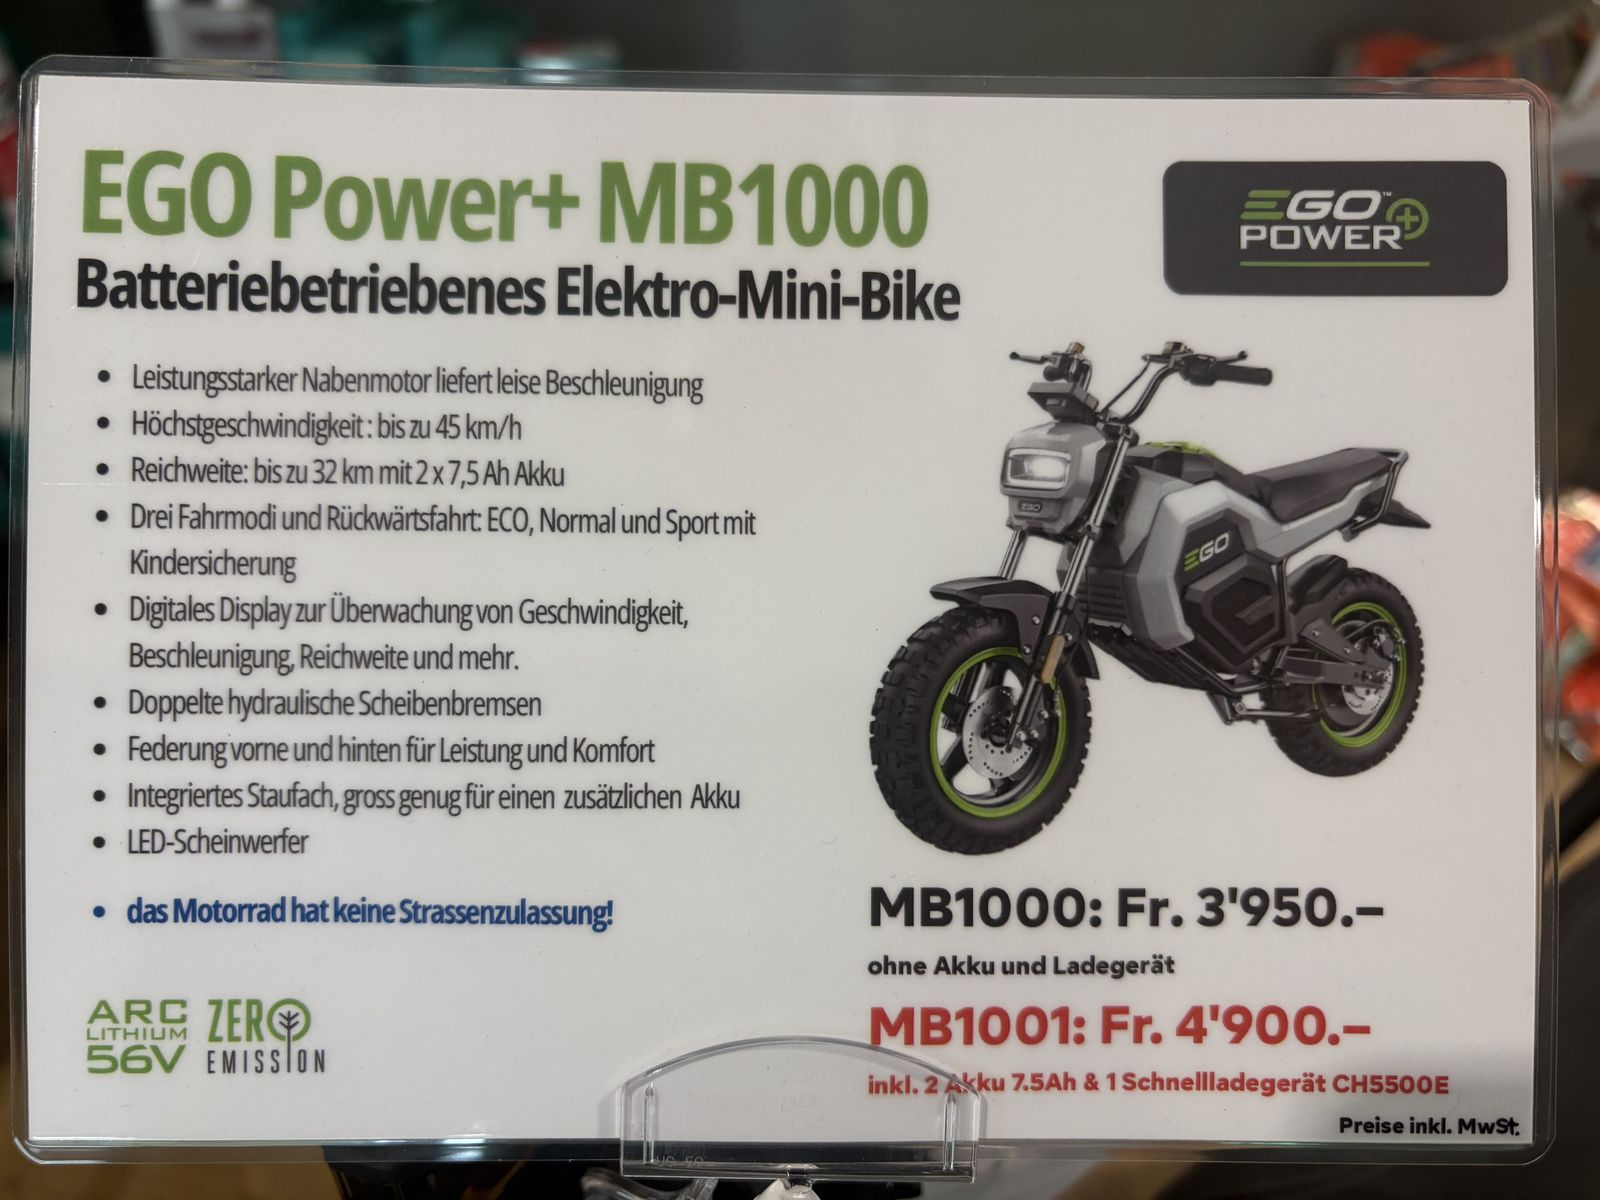 EGO Power+ MB1000
Batteriebetriebenes Elektro-Mini-Bike
EGO™
POWER+
• Leistungsstarker Nabenmotor liefert leise Beschleunigung
• Höchstgeschwindigkeit: bis zu 45 km/h
• Reichweite: bis zu 32 km mit 2 x 7,5 Ah Akku
• Drei Fahrmodi und Rückwärtsfahrt: ECO, Normal und Sport mit
Kindersicherung
• Digitales Display zur Überwachung von Geschwindigkeit,
Beschleunigung, Reichweite und mehr.
• Doppelte hydraulische Scheibenbremsen
• Federung vorne und hinten für Leistung und Komfort
• Integriertes Staufach, gross genug für einen zusätzlichen Akku
• LED-Scheinwerfer
• das Motorrad hat keine Strassenzulassung!
EGO
EGO
MB1000: Fr. 3'950.–
ohne Akku und Ladegerät
MB1001: Fr. 4'900.–
inkl. 2 Akku 7.5Ah & 1 Schnellladegerät CH5500E
Preise inkl. MwSt.
ARC
LITHIUM
56V
ZERO
EMISSION